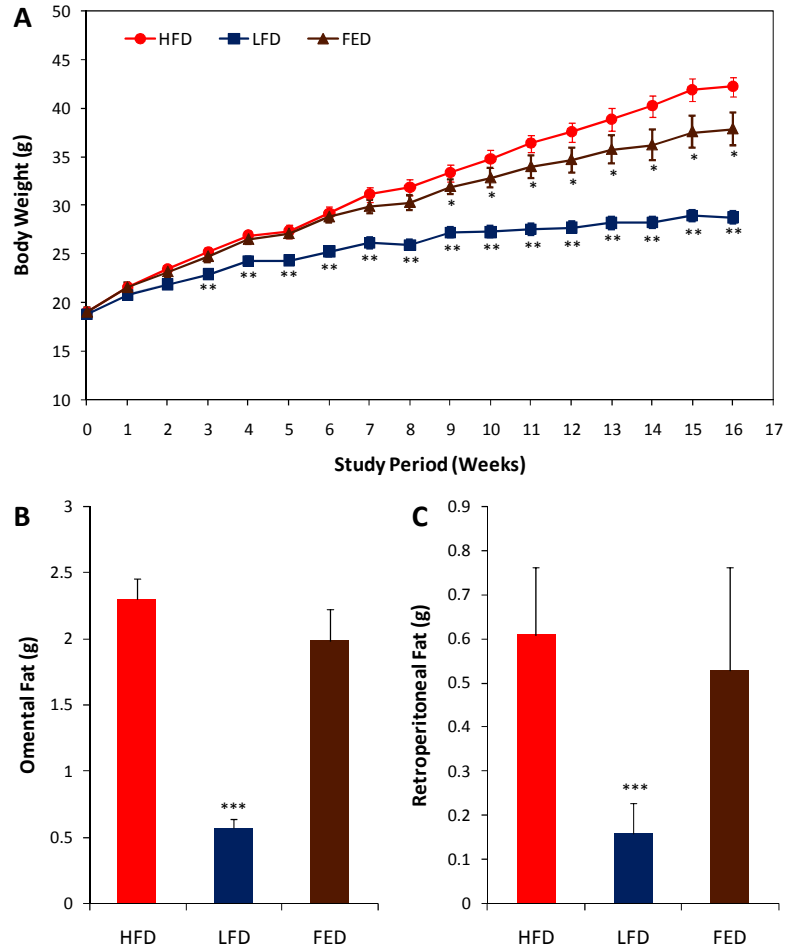 A
50
HFD LFD FED
45
40
35
30
25
20
15
10
Body Weight (g)
* * * * * * * *
** ** ** ** ** ** ** ** ** ** ** ** ** **
0 1 2 3 4 5 6 7 8 9 10 11 12 13 14 15 16 17
Study Period (Weeks)
B
3
2.5
2
1.5
1
0.5
0
Omental Fat (g)
***
HFD LFD FED
C
0.9
0.8
0.7
0.6
0.5
0.4
0.3
0.2
0.1
0
Retroperitoneal Fat (g)
***
HFD LFD FED